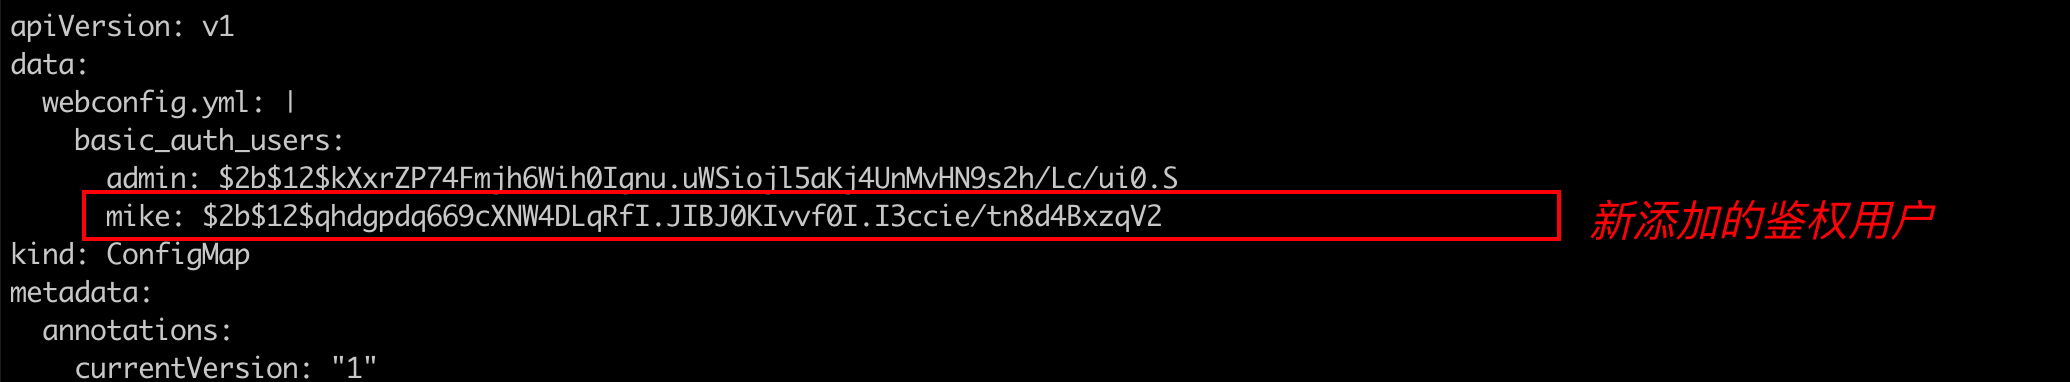 apiVersion: v1
data:
  webconfig.yml: |
    basic_auth_users:
      admin: $2b$12$kXxrZP74Fmjh6Wih0Ignu.uWSiojl5aKj4UnMvHN9s2h/Lc/ui0.S
      mike: $2b$12$qhdgpdq669cXNW4DLqRfI.JIBJ0KIvvf0I.I3ccie/tn8d4BxzqV2
新添加的鉴权用户
kind: ConfigMap
metadata:
  annotations:
    currentVersion: "1"